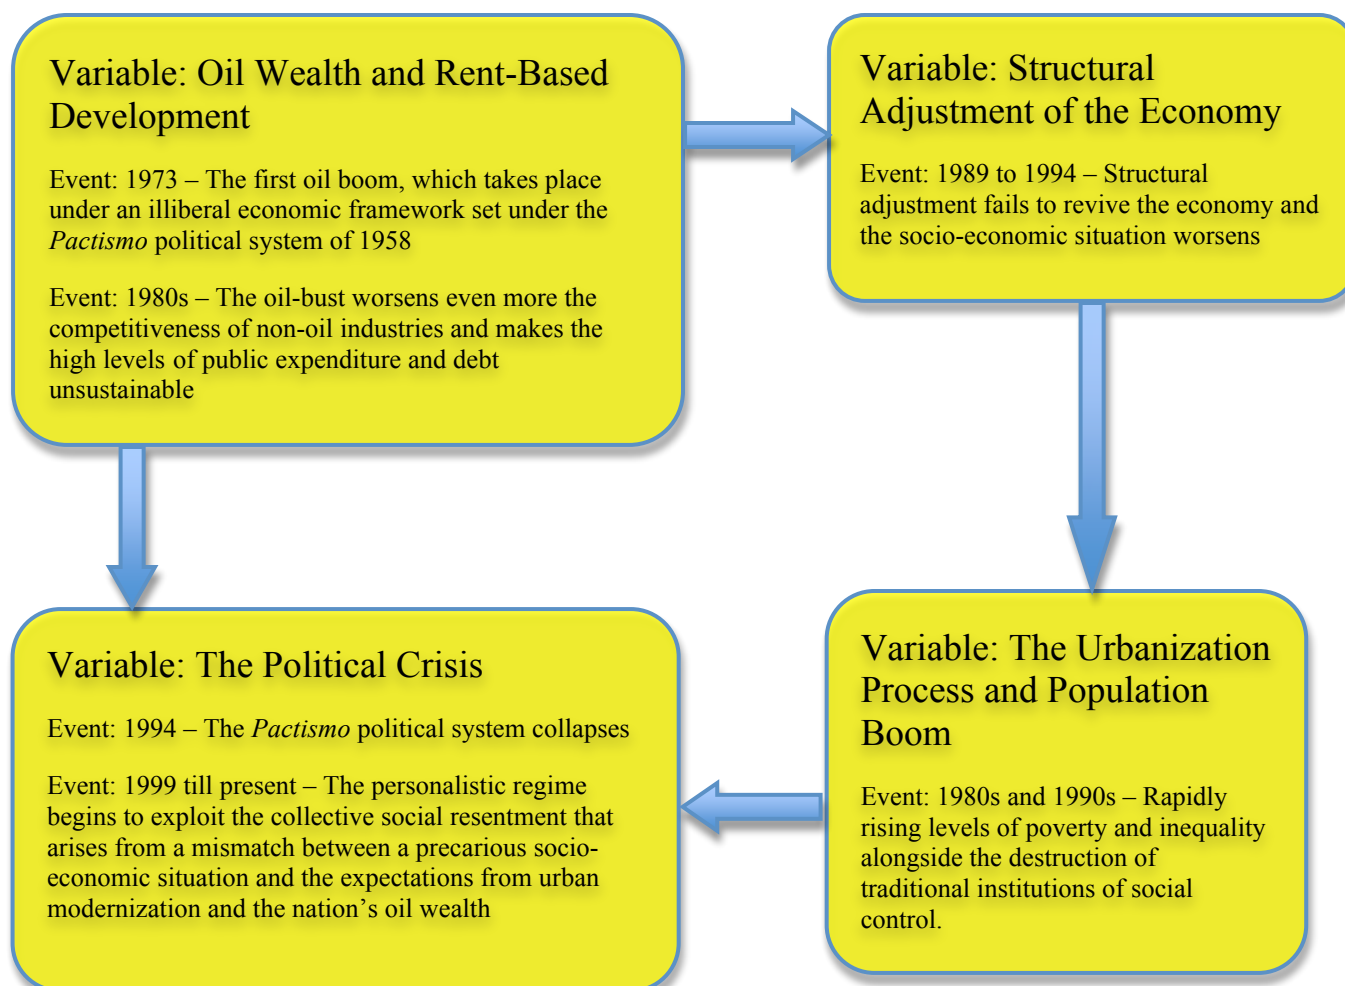 Variable: Oil Wealth and Rent-Based
Development
Event: 1973 – The first oil boom, which takes place
under an illiberal economic framework set under the
Pactismo political system of 1958
Event: 1980s – The oil-bust worsens even more the
competitiveness of non-oil industries and makes the
high levels of public expenditure and debt
unsustainable
Variable: Structural
Adjustment of the Economy
Event: 1989 to 1994 – Structural
adjustment fails to revive the economy and
the socio-economic situation worsens
Variable: The Political Crisis
Event: 1994 – The Pactismo political system collapses
Event: 1999 till present – The personalistic regime
begins to exploit the collective social resentment that
arises from a mismatch between a precarious socio-
economic situation and the expectations from urban
modernization and the nation’s oil wealth
Variable: The Urbanization
Process and Population
Boom
Event: 1980s and 1990s – Rapidly
rising levels of poverty and inequality
alongside the destruction of
traditional institutions of social
control.